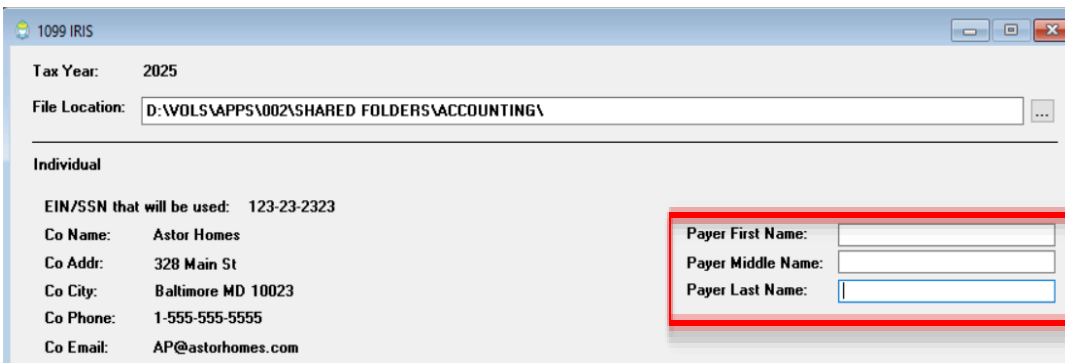 1099 IRIS
Tax Year: 2025
File Location: D:\VOLS\APPS\002\SHARED FOLDERS\ACCOUNTING\ ...
Individual
EIN/SSN that will be used: 123-23-2323
Co Name: Astor Homes Payer First Name:
Co Addr: 328 Main St Payer Middle Name:
Co City: Baltimore MD 10023 Payer Last Name:
Co Phone: 1-555-555-5555
Co Email: AP@astorhomes.com